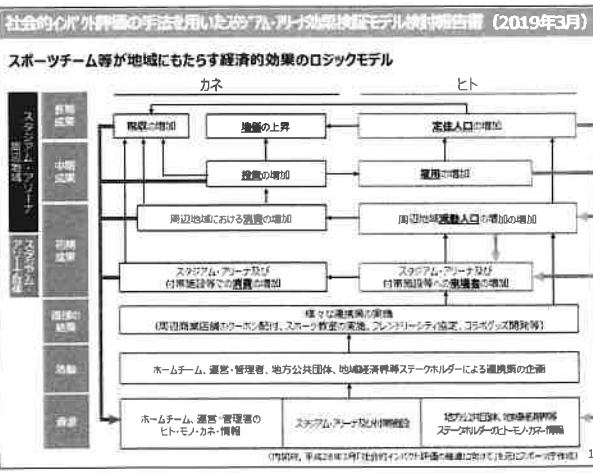 社会的インパクト評価の手法を用いたスタジアム・アリーナ効果検証モデル検討報告書（2019年3月）
スポーツチーム等が地域にもたらす経済的効果のロジックモデル
カネ
ヒト
スタジアム・アリーナ
周辺地域
長期
成果
税収の増加
地価の上昇
定住人口の増加
中期
成果
投資の増加
雇用の増加
初期
成果
周辺地域における消費の増加
周辺地域流動人口の増加の増加
スタジアム・アリーナ及び
付帯施設等での消費の増加
スタジアム・アリーナ及び
付帯施設等への来場者の増加
直接の
結果
様々な連携策の実施
（周辺商業店舗のクーポン配付、スポーツ教室の実施、フレンドリーシティ協定、コラボグッズ開発等）
活動
ホームチーム、運営・管理者、地方公共団体、地域経済界等ステークホルダーによる連携策の企画
資源
ホームチーム、運営・管理者の
ヒト・モノ・カネ・情報
スタジアム・アリーナ及び付帯施設
地方公共団体、地域経済界等
ステークホルダーのヒト・モノ・カネ・情報
1